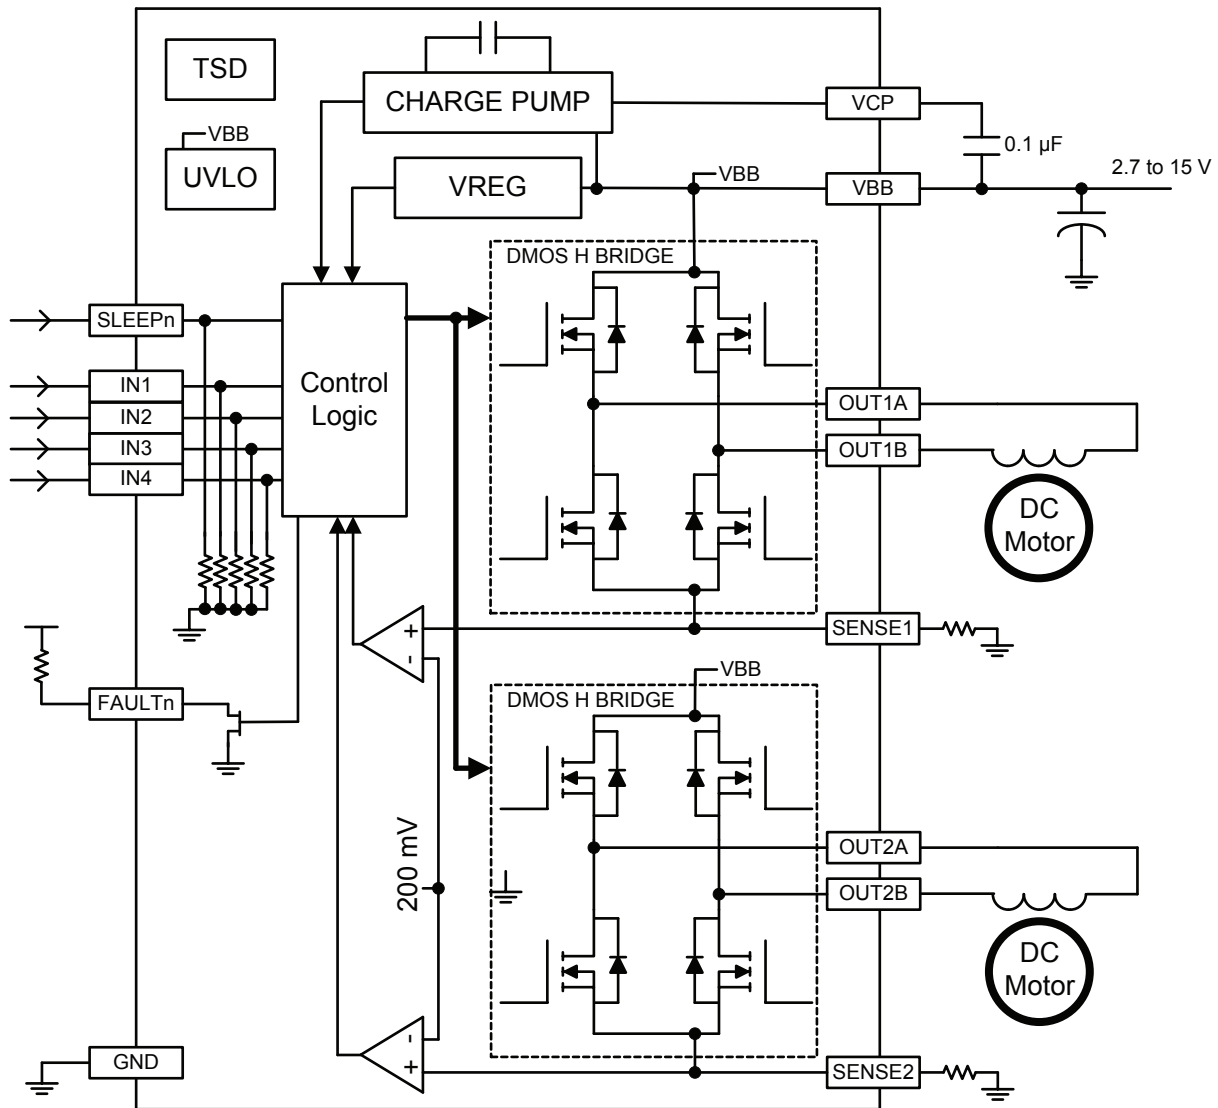 TSD
CHARGE PUMP
VCP
0.1 µF
VBB
UVLO
VREG
VBB
VBB
2.7 to 15 V
DMOS H BRIDGE
SLEEPn
IN1
IN2
IN3
IN4
Control
Logic
OUT1A
OUT1B
DC
Motor
+
-
SENSE1
FAULTn
VBB
DMOS H BRIDGE
200 mV
OUT2A
OUT2B
DC
Motor
-
+
GND
SENSE2